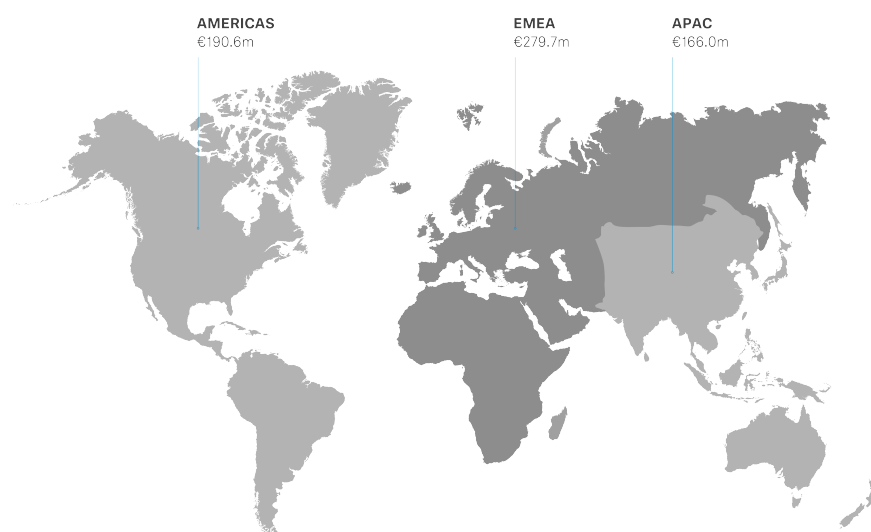 AMERICAS
€190.6m
EMEA
€279.7m
APAC
€166.0m